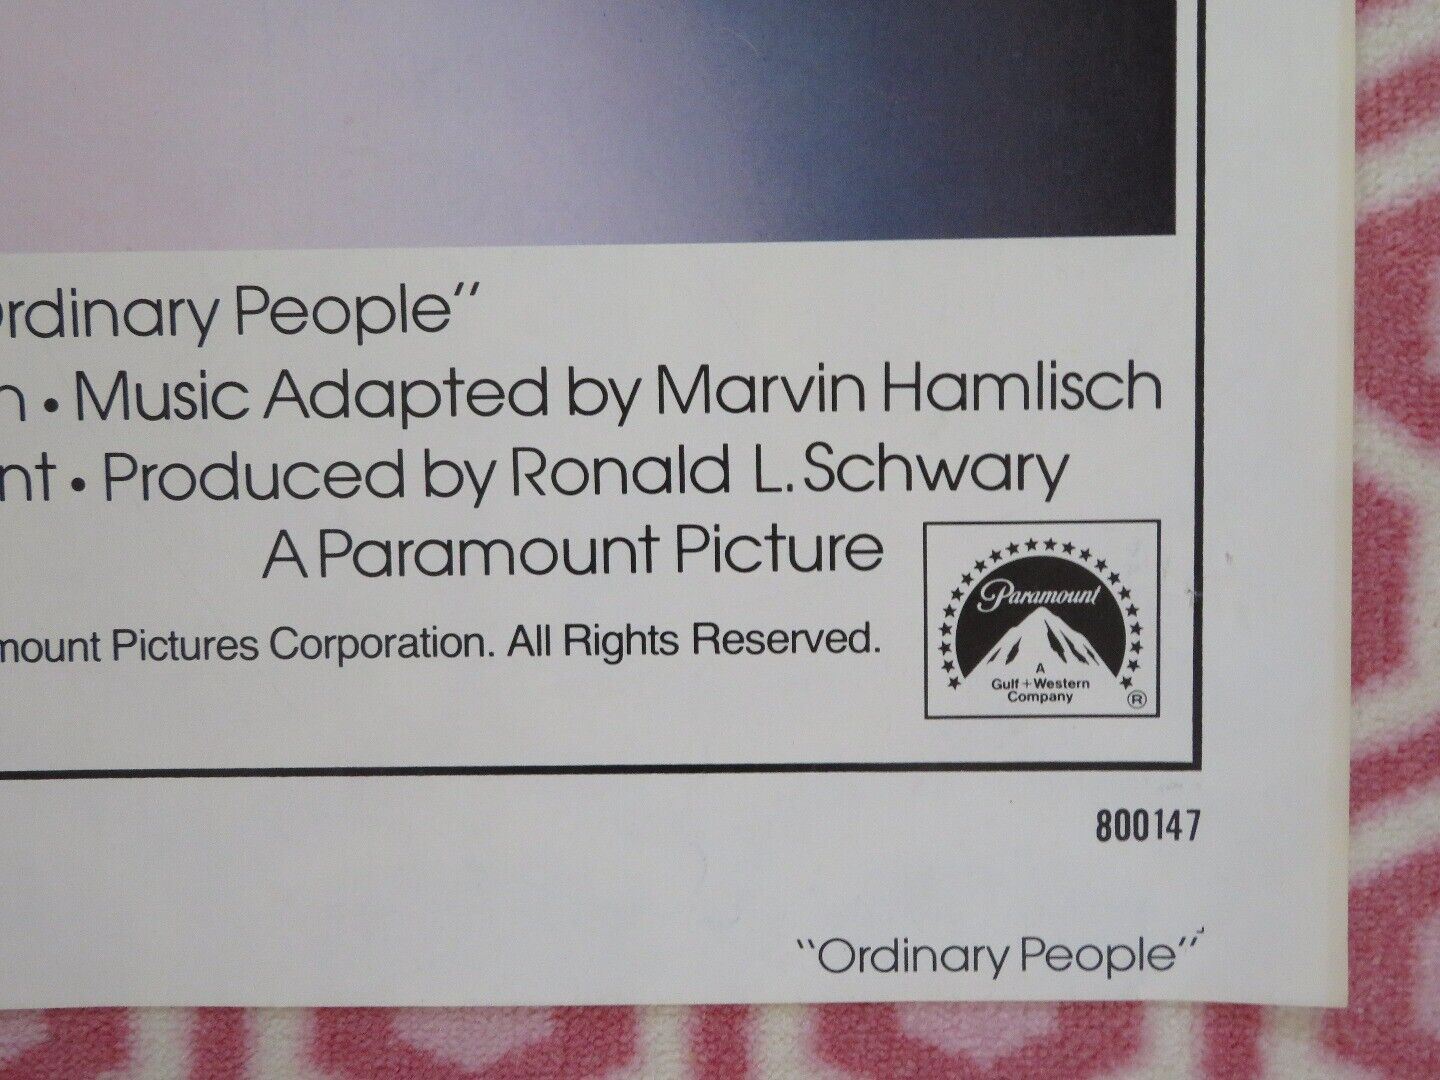 Ordinary People"
n • Music Adapted by Marvin Hamlisch
nt • Produced by Ronald L. Schwary
A Paramount Picture
mount Pictures Corporation. All Rights Reserved.
Paramount
A
Gulf + Western
Company
®
800147
"Ordinary People"